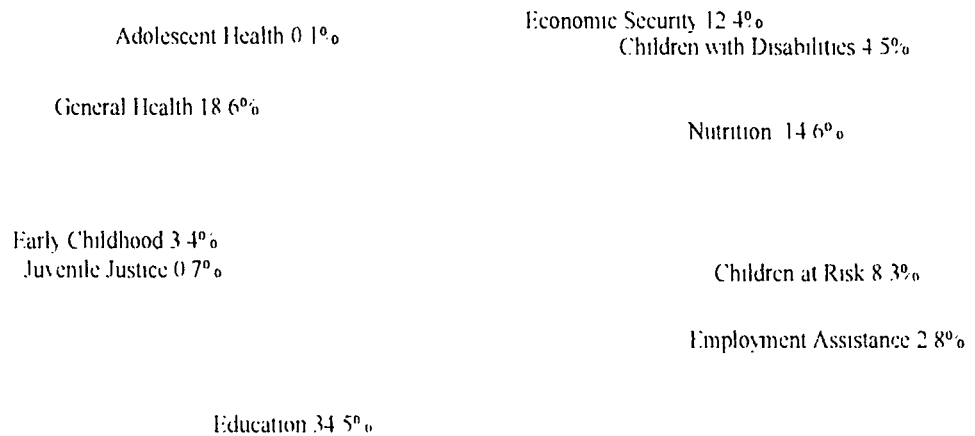 Economic Security 12 4%
Adolescent Health 0 1%
Children with Disabilities 4 5%
General Health 18 6%
Nutrition 14 6%
Early Childhood 3 4%
Juvenile Justice 0 7%
Children at Risk 8 3%
Employment Assistance 2 8%
Education 34 5%